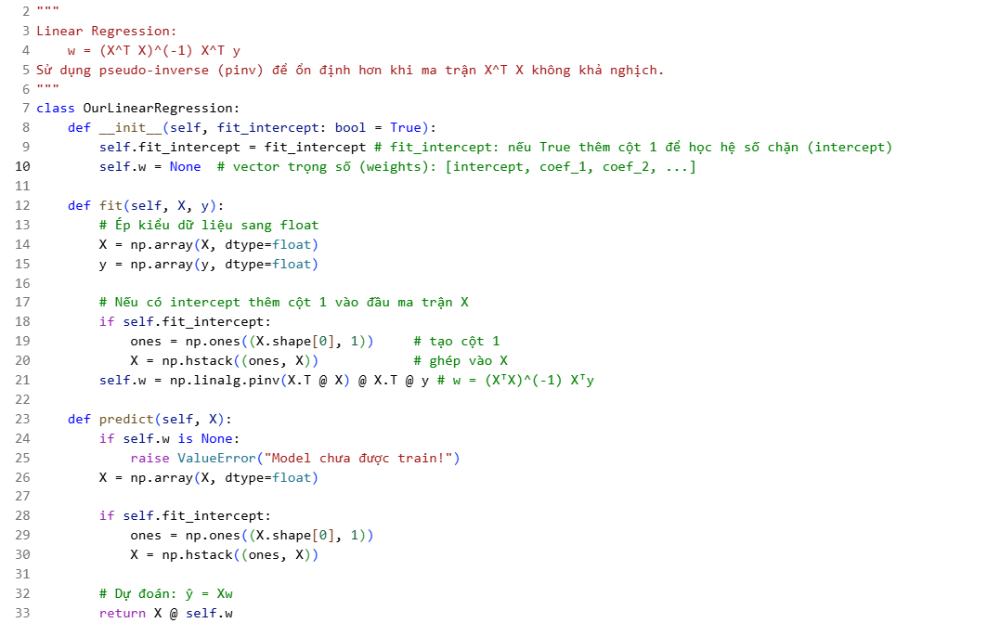 2 """
3 Linear Regression:
4     w = (X^T X)^(-1) X^T y
5 Sử dụng pseudo-inverse (pinv) để ổn định hơn khi ma trận X^T X không khả nghịch.
6 """
7 class OurLinearRegression:
8     def __init__(self, fit_intercept: bool = True):
9         self.fit_intercept = fit_intercept # fit_intercept: nếu True thêm cột 1 để học hệ số chặn (intercept)
10         self.w = None  # vector trọng số (weights): [intercept, coef_1, coef_2, ...]
11
12     def fit(self, X, y):
13         # Ép kiểu dữ liệu sang float
14         X = np.array(X, dtype=float)
15         y = np.array(y, dtype=float)
16
17         # Nếu có intercept thêm cột 1 vào đầu ma trận X
18         if self.fit_intercept:
19             ones = np.ones((X.shape[0], 1))     # tạo cột 1
20             X = np.hstack((ones, X))            # ghép vào X
21         self.w = np.linalg.pinv(X.T @ X) @ X.T @ y # w = (XᵀX)^(-1) Xᵀy
22
23     def predict(self, X):
24         if self.w is None:
25             raise ValueError("Model chưa được train!")
26         X = np.array(X, dtype=float)
27
28         if self.fit_intercept:
29             ones = np.ones((X.shape[0], 1))
30             X = np.hstack((ones, X))
31
32         # Dự đoán: ŷ = Xw
33         return X @ self.w